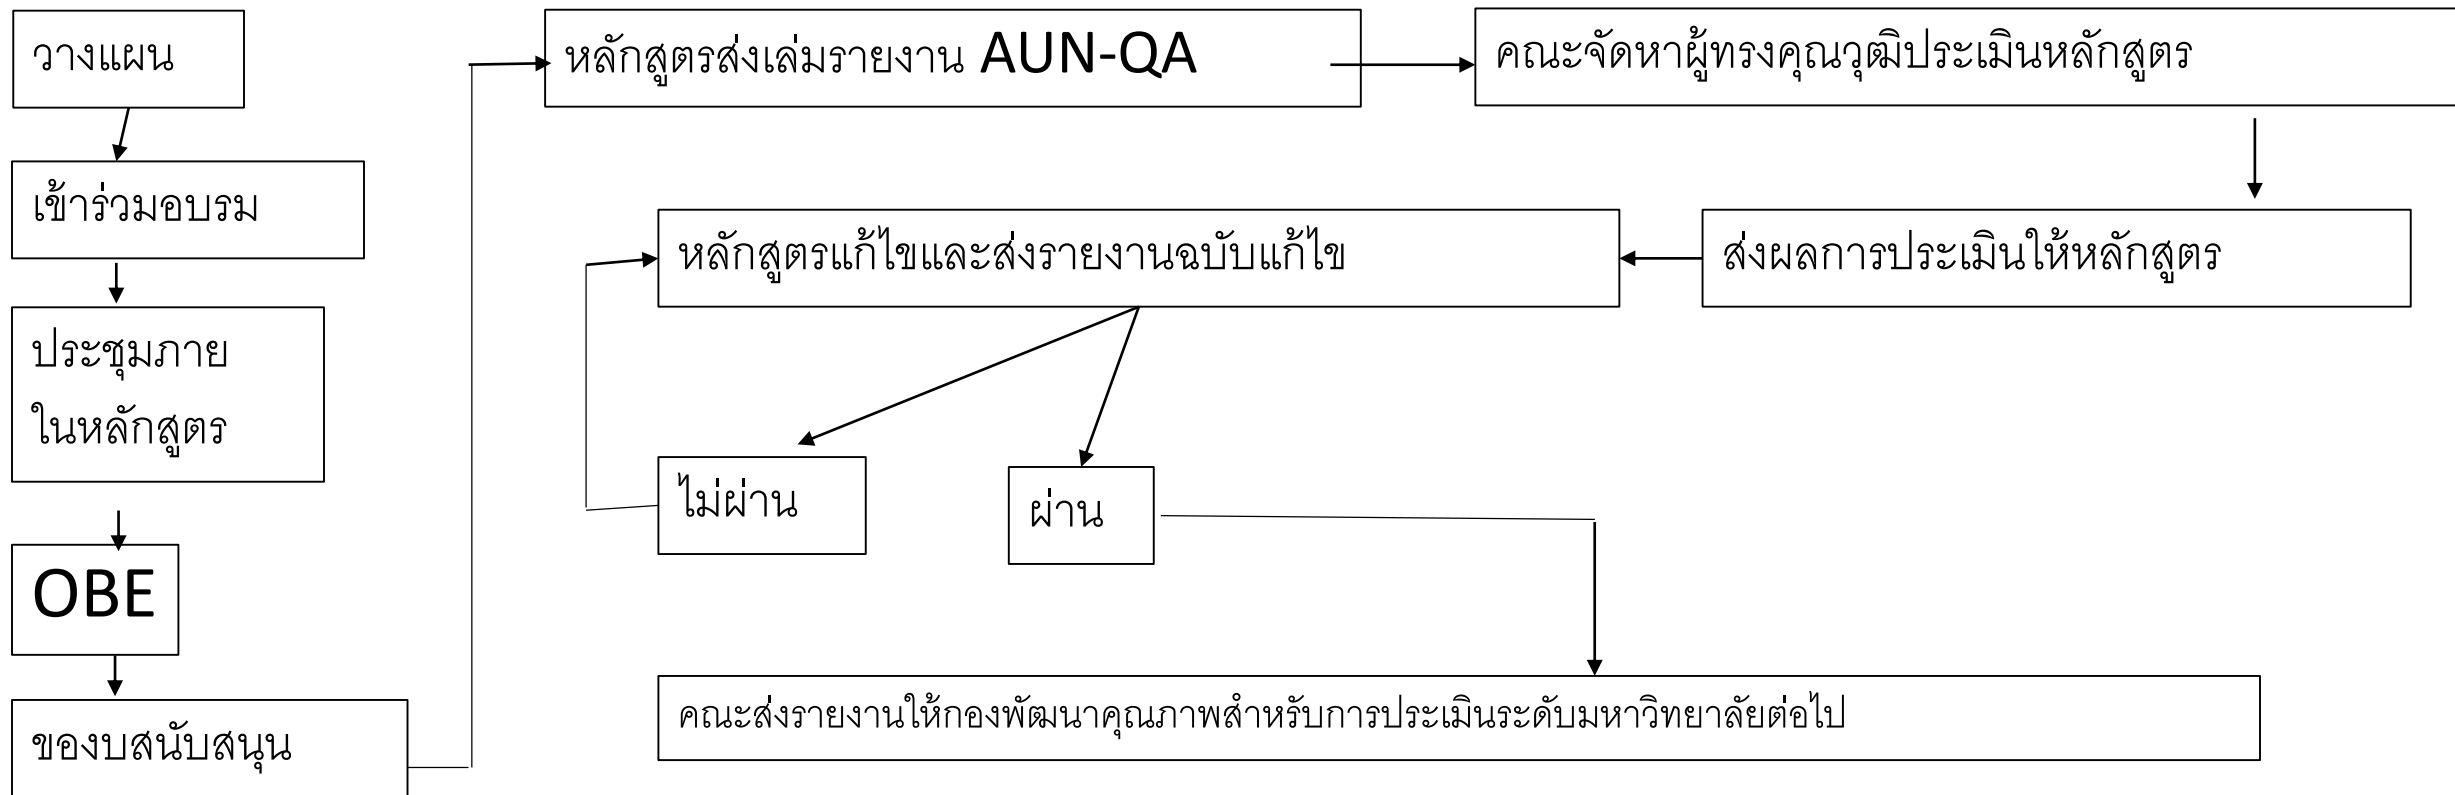 วางแผน
เข้าร่วมอบรม
ประชุมภาย
ในหลักสูตร
OBE
ของบสนับสนุน
หลักสูตรส่งเล่มรายงาน AUN-QA
คณะจัดหาผู้ทรงคุณวุฒิประเมินหลักสูตร
ส่งผลการประเมินให้หลักสูตร
หลักสูตรแก้ไขและส่งรายงานฉบับแก้ไข
ไม่ผ่าน
ผ่าน
คณะส่งรายงานให้กองพัฒนาคุณภาพสำหรับการประเมินระดับมหาวิทยาลัยต่อไป